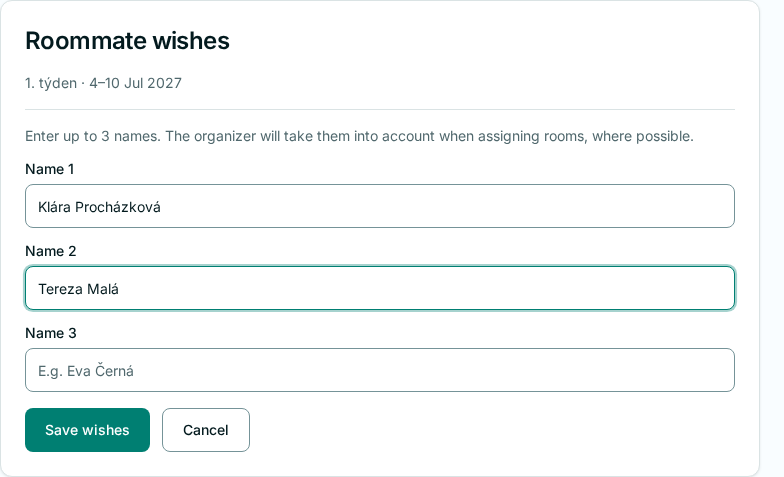 Roommate wishes
1. týden · 4–10 Jul 2027
Enter up to 3 names. The organizer will take them into account when assigning rooms, where possible.
Name 1
Klára Procházková
Name 2
Tereza Malá
Name 3
E.g. Eva Černá
Save wishes
Cancel